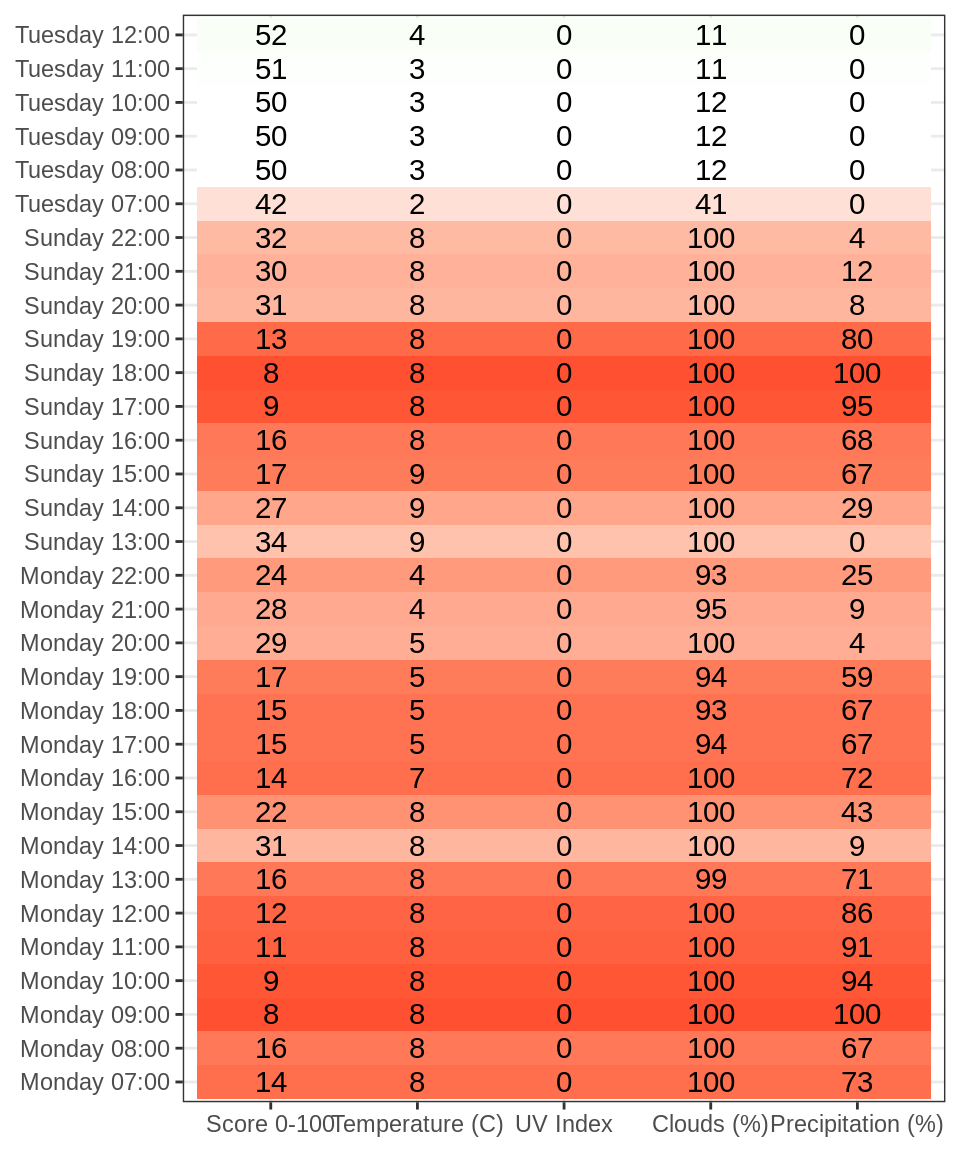 Tuesday 12:00 52 4 0 11 0
Tuesday 11:00 51 3 0 11 0
Tuesday 10:00 50 3 0 12 0
Tuesday 09:00 50 3 0 12 0
Tuesday 08:00 50 3 0 12 0
Tuesday 07:00 42 2 0 41 0
Sunday 22:00 32 8 0 100 4
Sunday 21:00 30 8 0 100 12
Sunday 20:00 31 8 0 100 8
Sunday 19:00 13 8 0 100 80
Sunday 18:00 8 8 0 100 100
Sunday 17:00 9 8 0 100 95
Sunday 16:00 16 8 0 100 68
Sunday 15:00 17 9 0 100 67
Sunday 14:00 27 9 0 100 29
Sunday 13:00 34 9 0 100 0
Monday 22:00 24 4 0 93 25
Monday 21:00 28 4 0 95 9
Monday 20:00 29 5 0 100 4
Monday 19:00 17 5 0 94 59
Monday 18:00 15 5 0 93 67
Monday 17:00 15 5 0 94 67
Monday 16:00 14 7 0 100 72
Monday 15:00 22 8 0 100 43
Monday 14:00 31 8 0 100 9
Monday 13:00 16 8 0 99 71
Monday 12:00 12 8 0 100 86
Monday 11:00 11 8 0 100 91
Monday 10:00 9 8 0 100 94
Monday 09:00 8 8 0 100 100
Monday 08:00 16 8 0 100 67
Monday 07:00 14 8 0 100 73
Score 0-100 Temperature (C) UV Index Clouds (%) Precipitation (%)